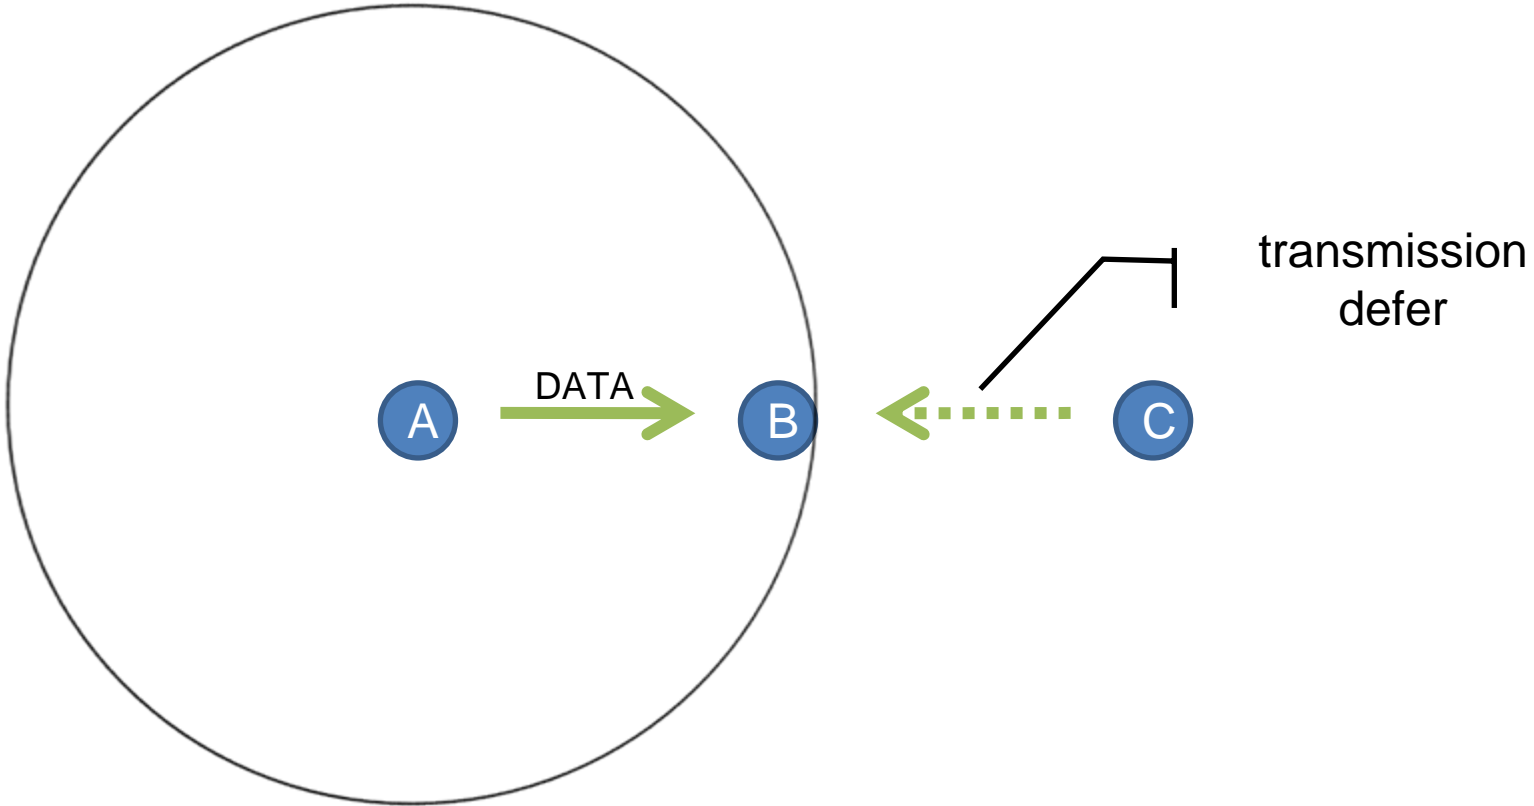 transmission
defer
DATA
A
B
C